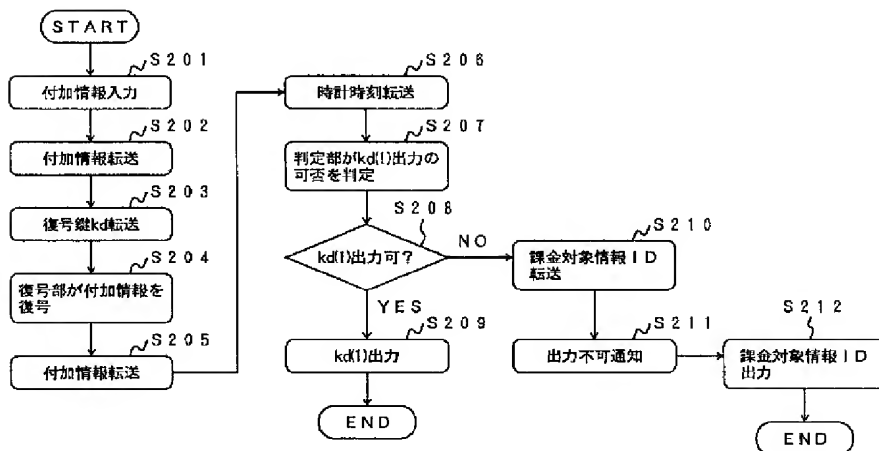 START
S201
付加情報入力
S202
付加情報転送
S203
復号鍵kd転送
S204
復号部が付加情報を
復号
S205
付加情報転送
S206
時計時刻転送
S207
判定部がkd(1)出力の
可否を判定
S208
kd(1)出力可?
NO
YES
S209
kd(1)出力
END
S210
課金対象情報ID
転送
S211
出力不可通知
S212
課金対象情報ID
出力
END